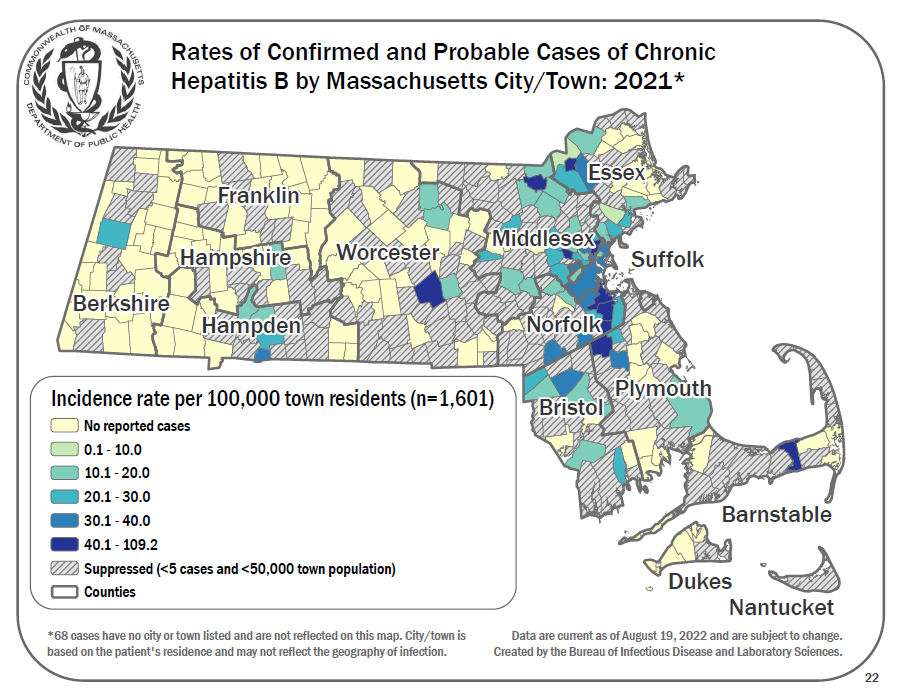 COMMONWEALTH OF MASSACHUSETTS
DEPARTMENT OF PUBLIC HEALTH
Rates of Confirmed and Probable Cases of Chronic
Hepatitis B by Massachusetts City/Town: 2021*
Essex
Franklin
Middlesex
Hampshire
Worcester
Suffolk
Berkshire
Hampden
Norfolk
Plymouth
Bristol
Barnstable
Dukes
Nantucket
Incidence rate per 100,000 town residents (n=1,601)
No reported cases
0.1 - 10.0
10.1 - 20.0
20.1 - 30.0
30.1 - 40.0
40.1 - 109.2
Suppressed (<5 cases and <50,000 town population)
Counties
*68 cases have no city or town listed and are not reflected on this map. City/town is
based on the patient's residence and may not reflect the geography of infection.
Data are current as of August 19, 2022 and are subject to change.
Created by the Bureau of Infectious Disease and Laboratory Sciences.
22